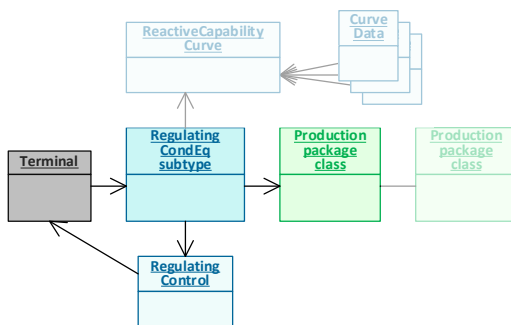 ReactiveCapability
Curve
Curve
Data
Terminal
Regulating
CondEq
subtype
Production
package
class
Production
package
class
Regulating
Control